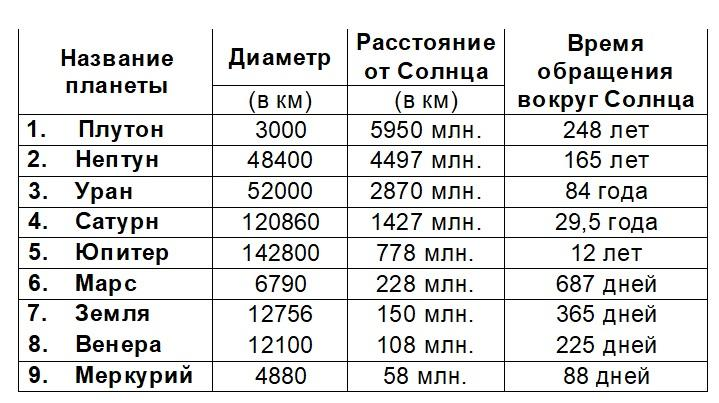 Название планеты Диаметр Расстояние от Солнца Время обращения вокруг Солнца
(в км) (в км)
1. Плутон 3000 5950 млн. 248 лет
2. Нептун 48400 4497 млн. 165 лет
3. Уран 52000 2870 млн. 84 года
4. Сатурн 120860 1427 млн. 29,5 года
5. Юпитер 142800 778 млн. 12 лет
6. Марс 6790 228 млн. 687 дней
7. Земля 12756 150 млн. 365 дней
8. Венера 12100 108 млн. 225 дней
9. Меркурий 4880 58 млн. 88 дней